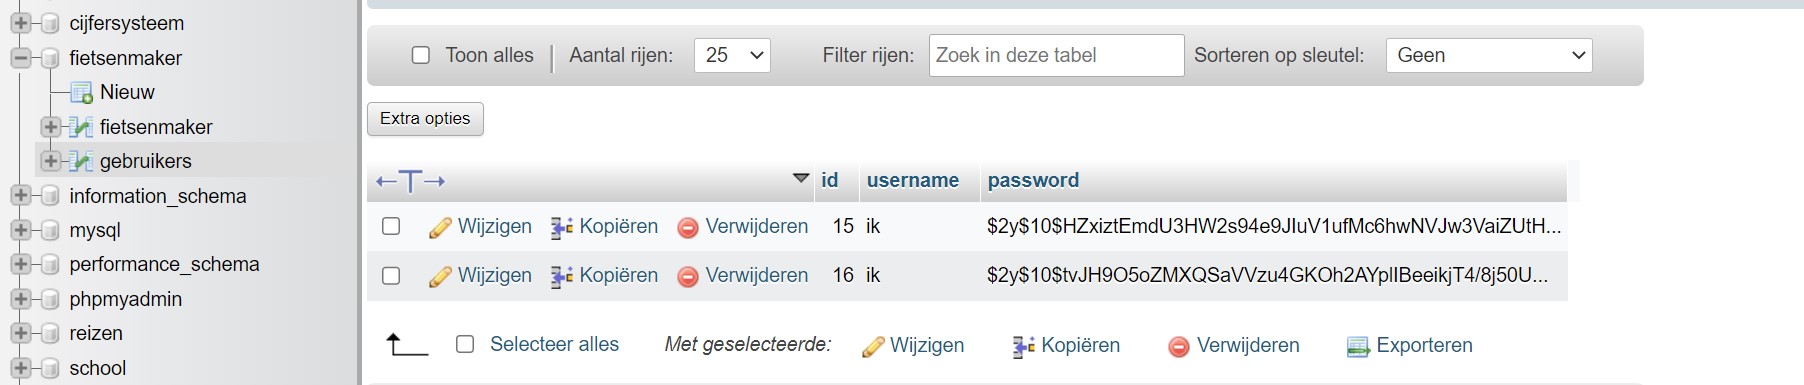 cijfersysteem
fietsenmaker
Nieuw
fietsenmaker
gebruikers
information_schema
mysql
performance_schema
phpmyadmin
reizen
school
Toon alles Aantal rijen: 25 Filter rijen: Zoek in deze tabel Sorteren op sleutel: Geen
Extra opties
←T→ id username password
Wijzigen Kopiëren Verwijderen 15 ik $2y$10$HZxiztEmdU3HW2s94e9JIuV1ufMc6hwNVJw3VaiZUtH...
Wijzigen Kopiëren Verwijderen 16 ik $2y$10$tvJH9O5oZMXQSaVVzu4GKOh2AYplIBeeikjT4/8j50U...
Selecteer alles Met geselecteerde: Wijzigen Kopiëren Verwijderen Exporteren